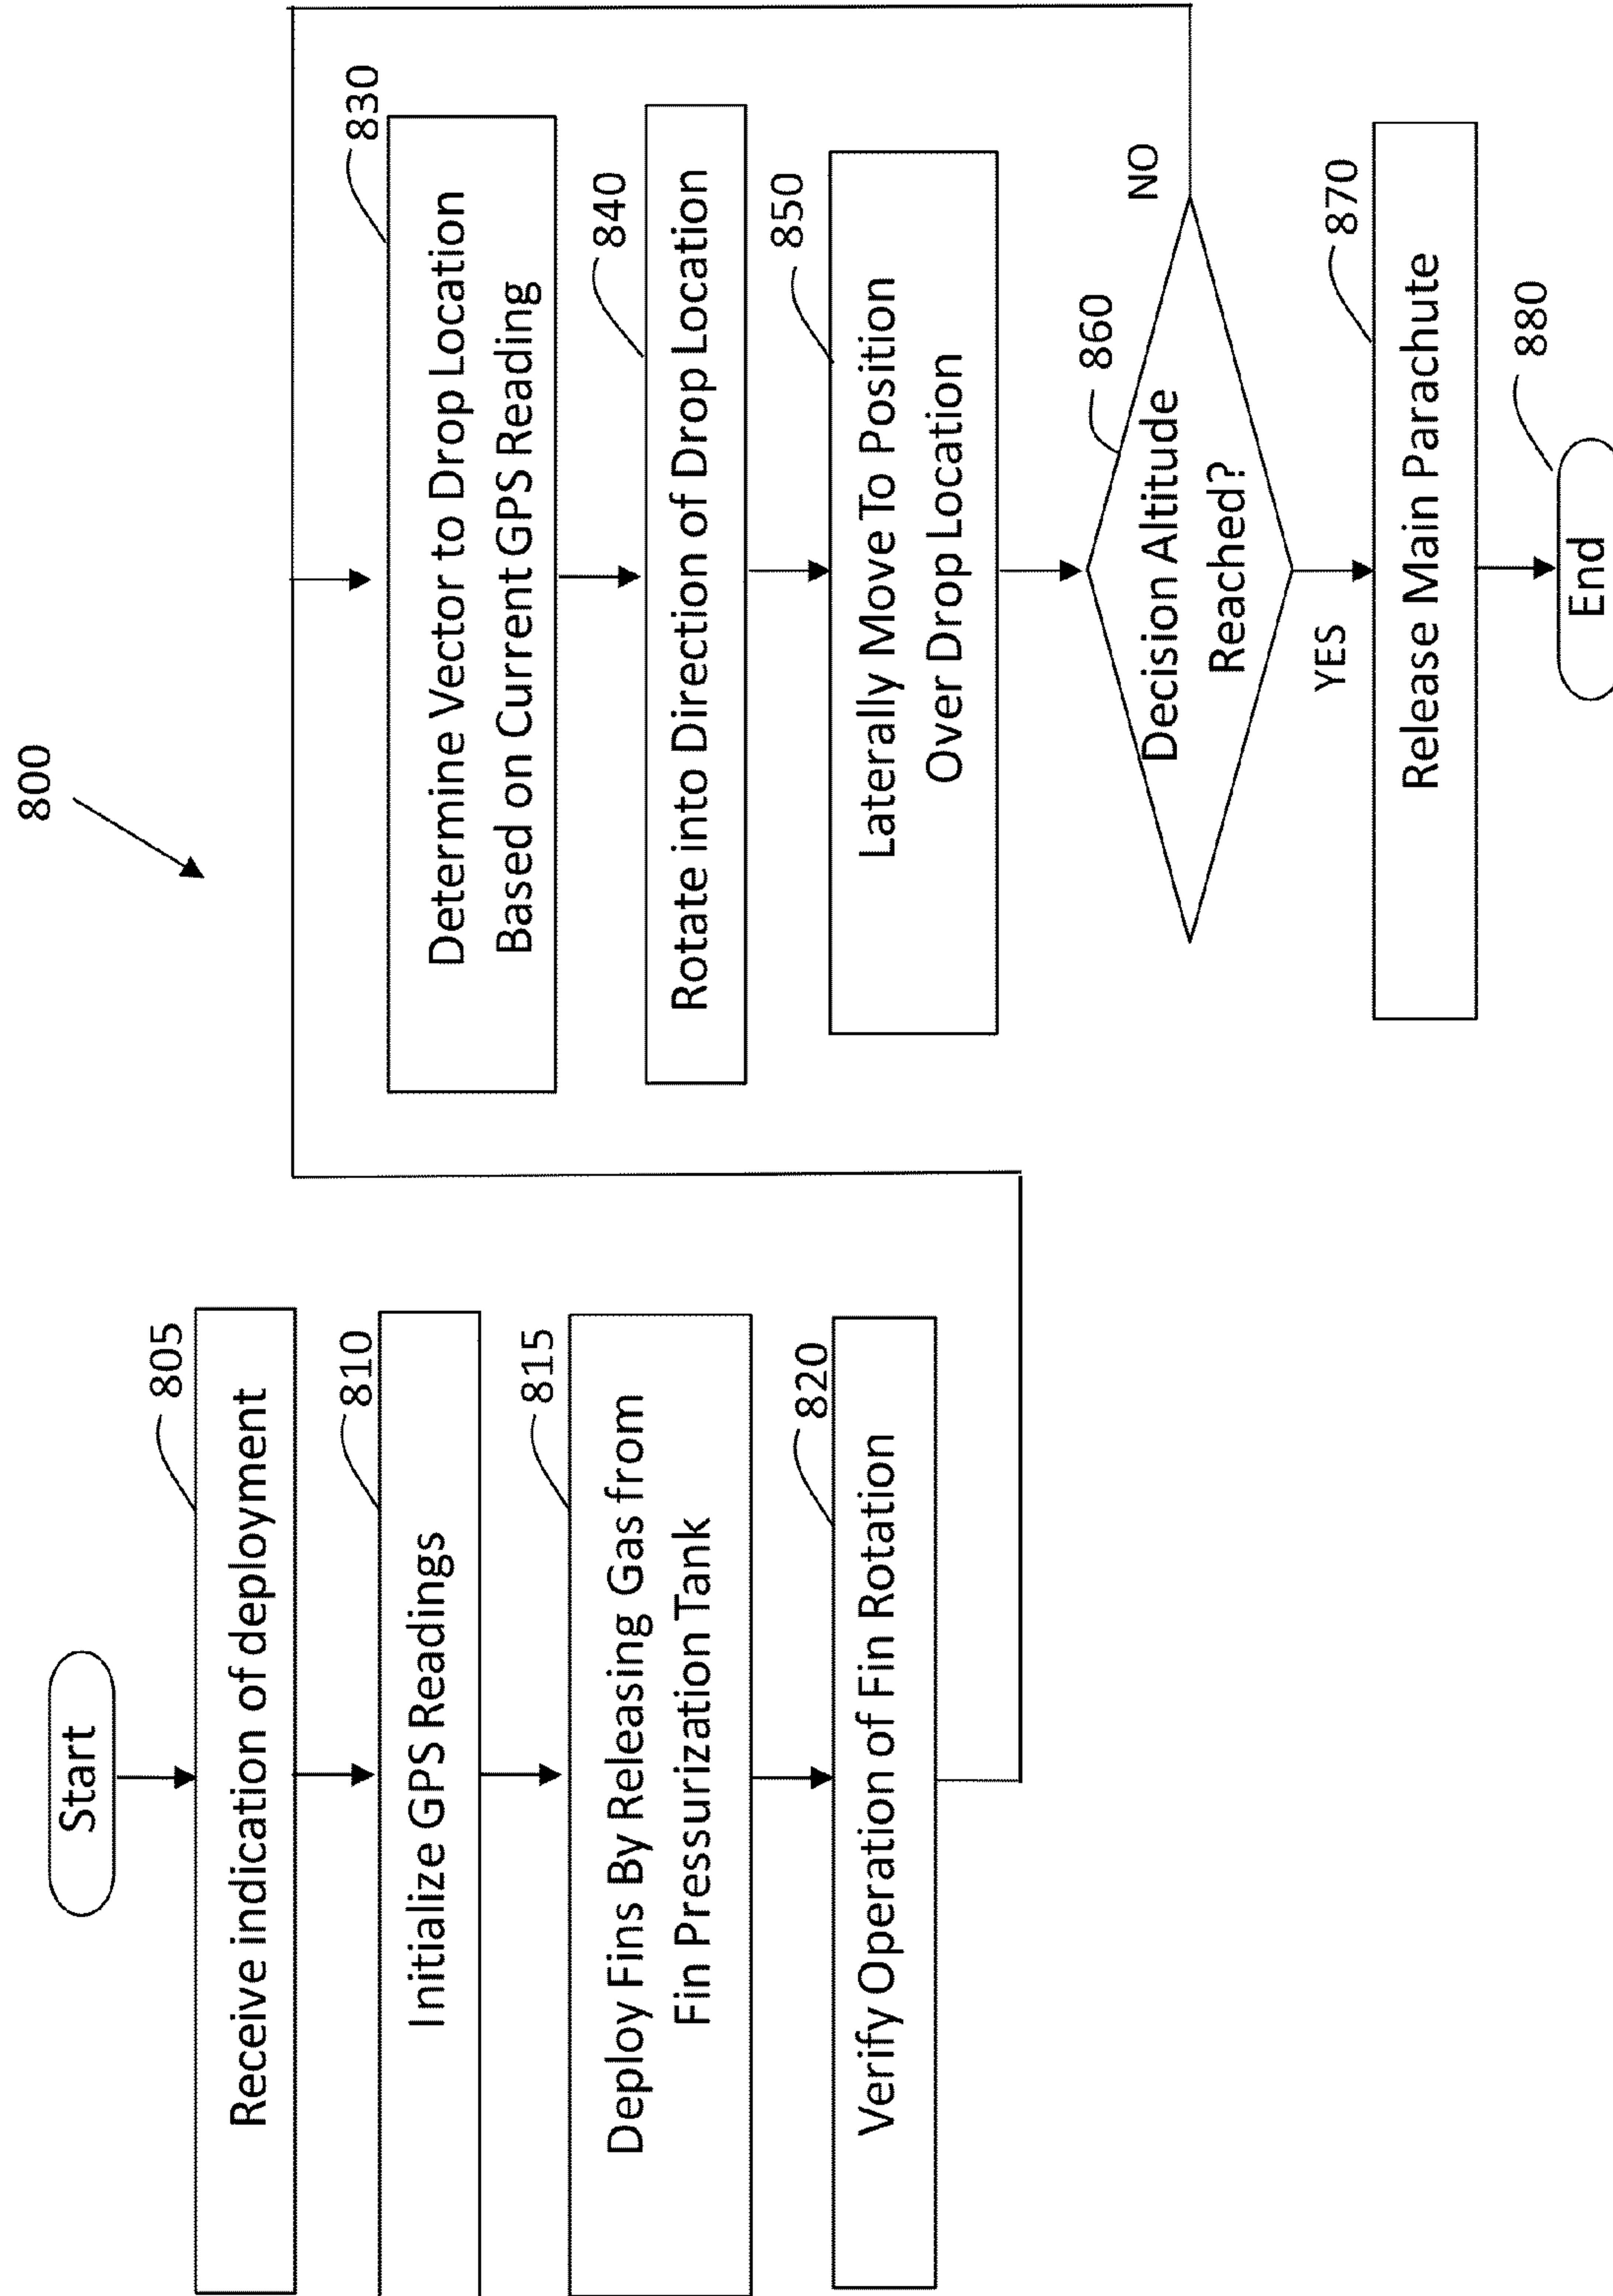 800
Start
805
Receive indication of deployment
810
Initialize GPS Readings
815
Deploy Fins By Releasing Gas from
Fin Pressurization Tank
820
Verify Operation of Fin Rotation
830
Determine Vector to Drop Location
Based on Current GPS Reading
840
Rotate into Direction of Drop Location
850
Laterally Move To Position
Over Drop Location
860
Decision Altitude
Reached?
NO
YES
870
Release Main Parachute
880
End